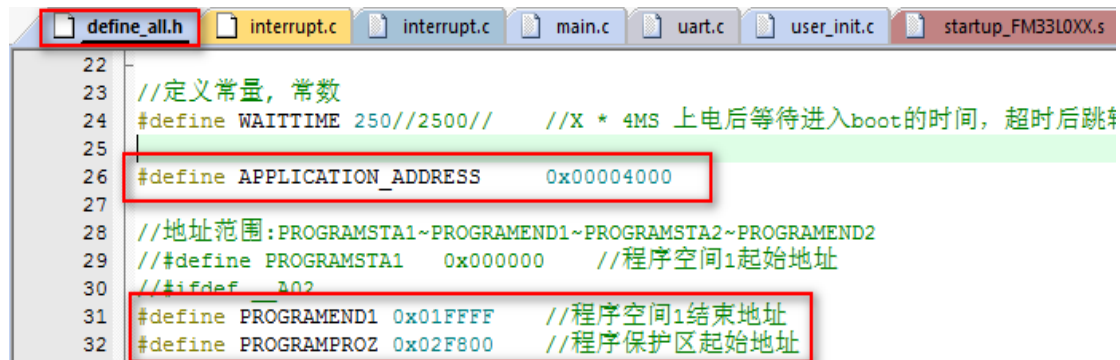 define_all.h interrupt.c interrupt.c main.c uart.c user_init.c startup_FM33L0XX.s
22
23 //定义常量, 常数
24 #define WAITTIME 250//2500// //X * 4MS 上电后等待进入boot的时间, 超时后跳
25
26 #define APPLICATION_ADDRESS 0x00004000
27
28 //地址范围:PROGRAMSTA1~PROGRAMEND1~PROGRAMSTA2~PROGRAMEND2
29 //#define PROGRAMSTA1 0x000000 //程序空间1起始地址
30 //#ifdef __A02
31 #define PROGRAMEND1 0x01FFFF //程序空间1结束地址
32 #define PROGRAMPROZ 0x02F800 //程序保护区起始地址